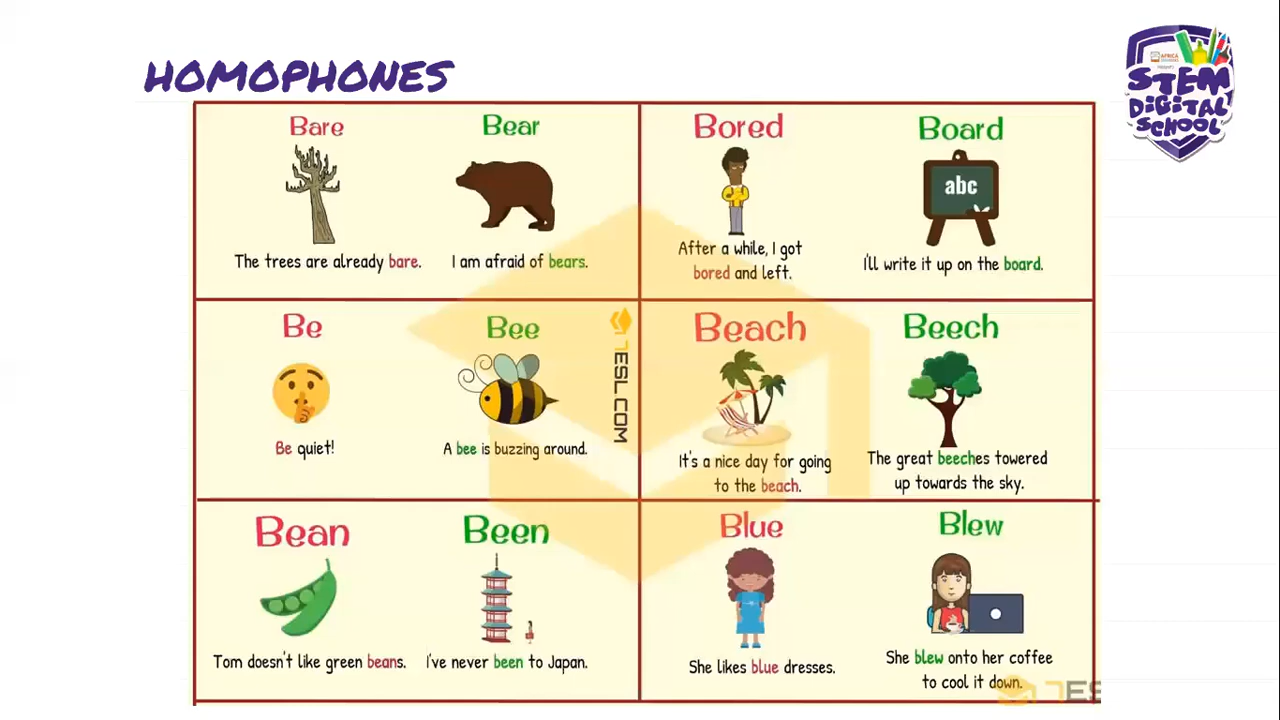 HOMOPHONES
STEM
DIGITAL
SCHOOL
Bare
Bear
The trees are already bare.
I am afraid of bears.
Bored
Board
abc
After a while, I got
bored and left.
I'll write it up on the board.
Be
Bee
Be quiet!
A bee is buzzing around.
7ESL.COM
Beach
Beech
It's a nice day for going
to the beach.
The great beeches towered
up towards the sky.
Bean
Been
Tom doesn't like green beans.
I've never been to Japan.
Blue
Blew
She likes blue dresses.
She blew onto her coffee
to cool it down.
7ES